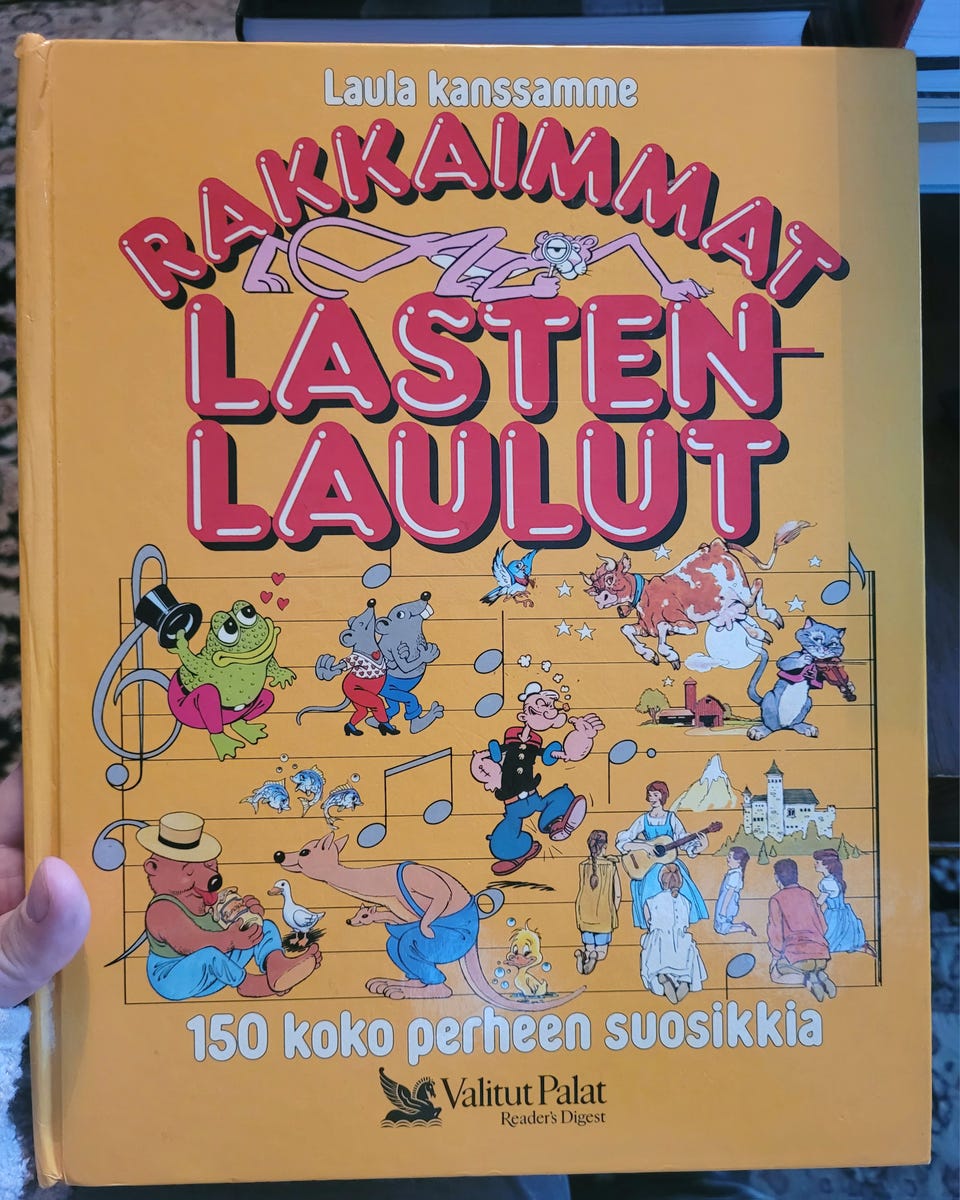 Laula kanssamme
RAKKAIMMAT
LASTEN-
LAULUT
150 koko perheen suosikkia
Valitut Palat
Reader's Digest